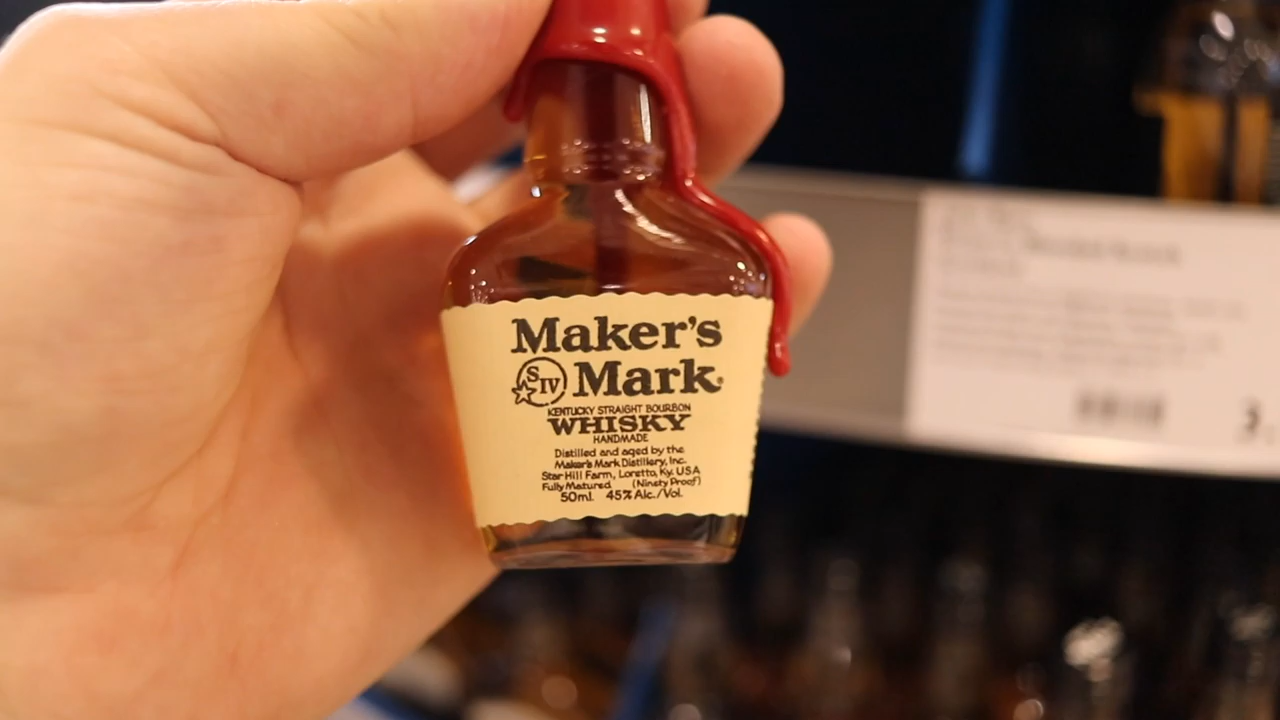 Maker's
SIV Mark®
KENTUCKY STRAIGHT BOURBON
WHISKY
HANDMADE
Distilled and aged by the
Maker's Mark Distillery, Inc.
Star Hill Farm, Loretto, Ky. USA
Fully Matured (Ninety Proof)
50ml. 45% Alc./Vol.